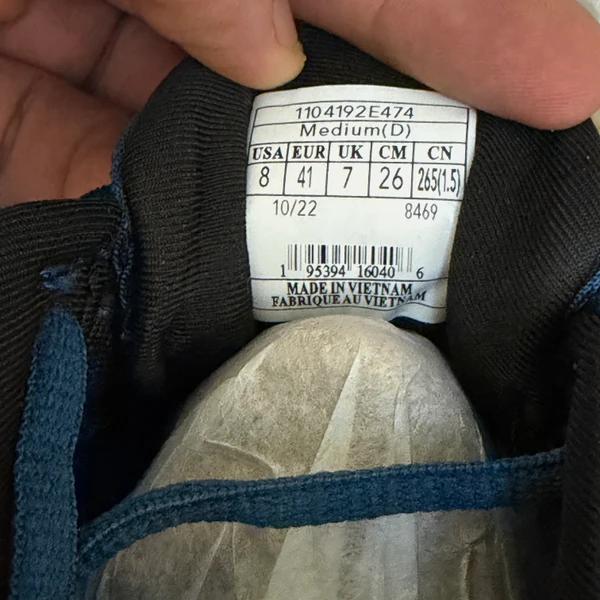 1104192E474
Medium(D)
USA EUR UK CM CN
8 41 7 26 265(1.5)
10/22 8469
1 95394 16040 6
MADE IN VIETNAM
FABRIQUE AU VIETNAM